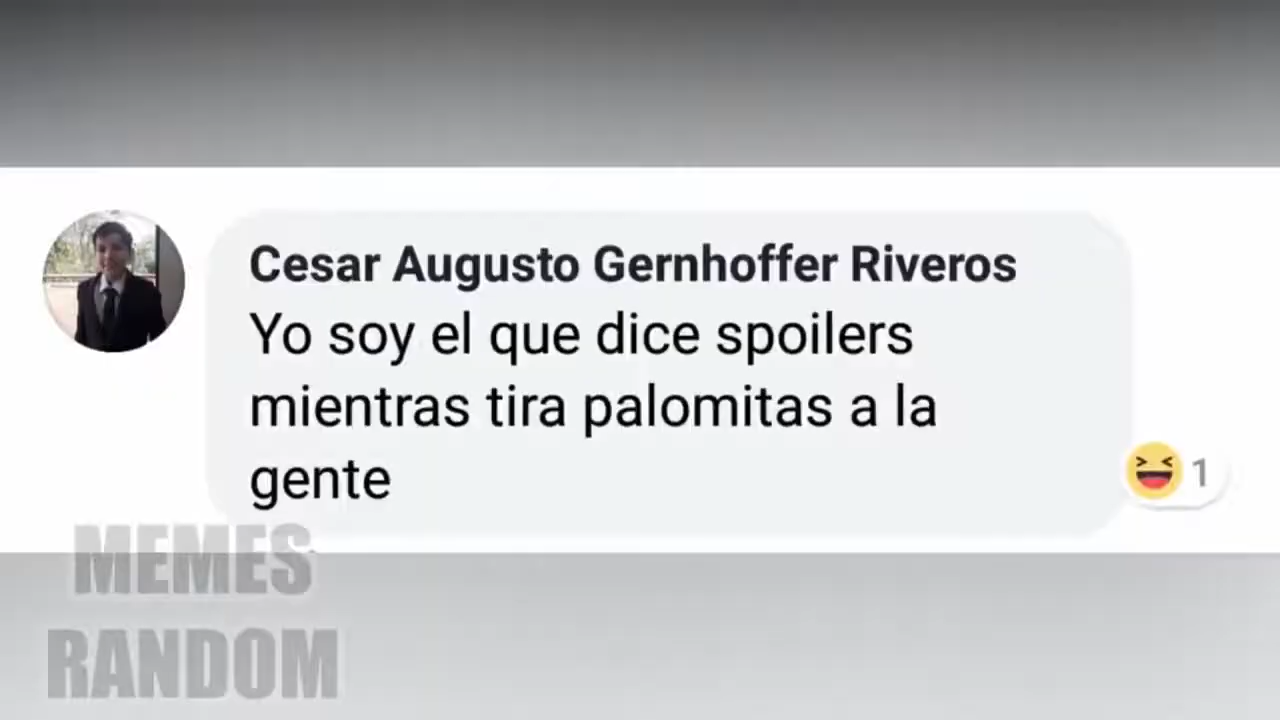 Cesar Augusto Gernhoffer Riveros
Yo soy el que dice spoilers
mientras tira palomitas a la
gente
1
MEMES
RANDOM